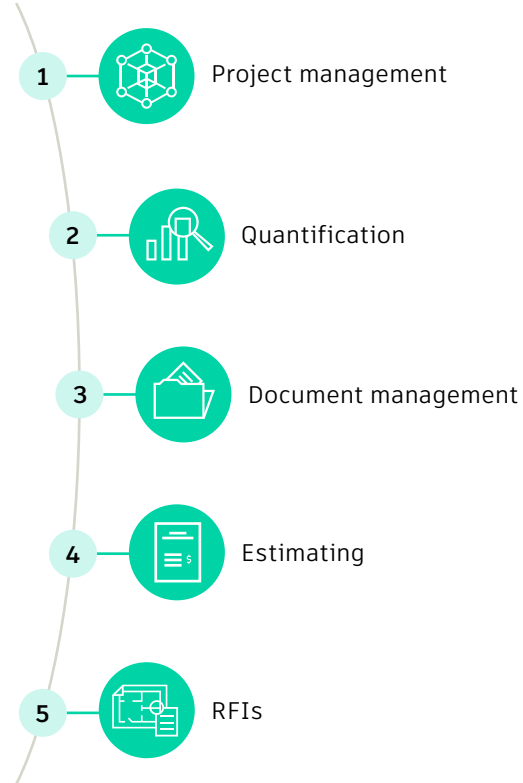 1 Project management
2 Quantification
3 Document management
4 $ Estimating
5 RFIs